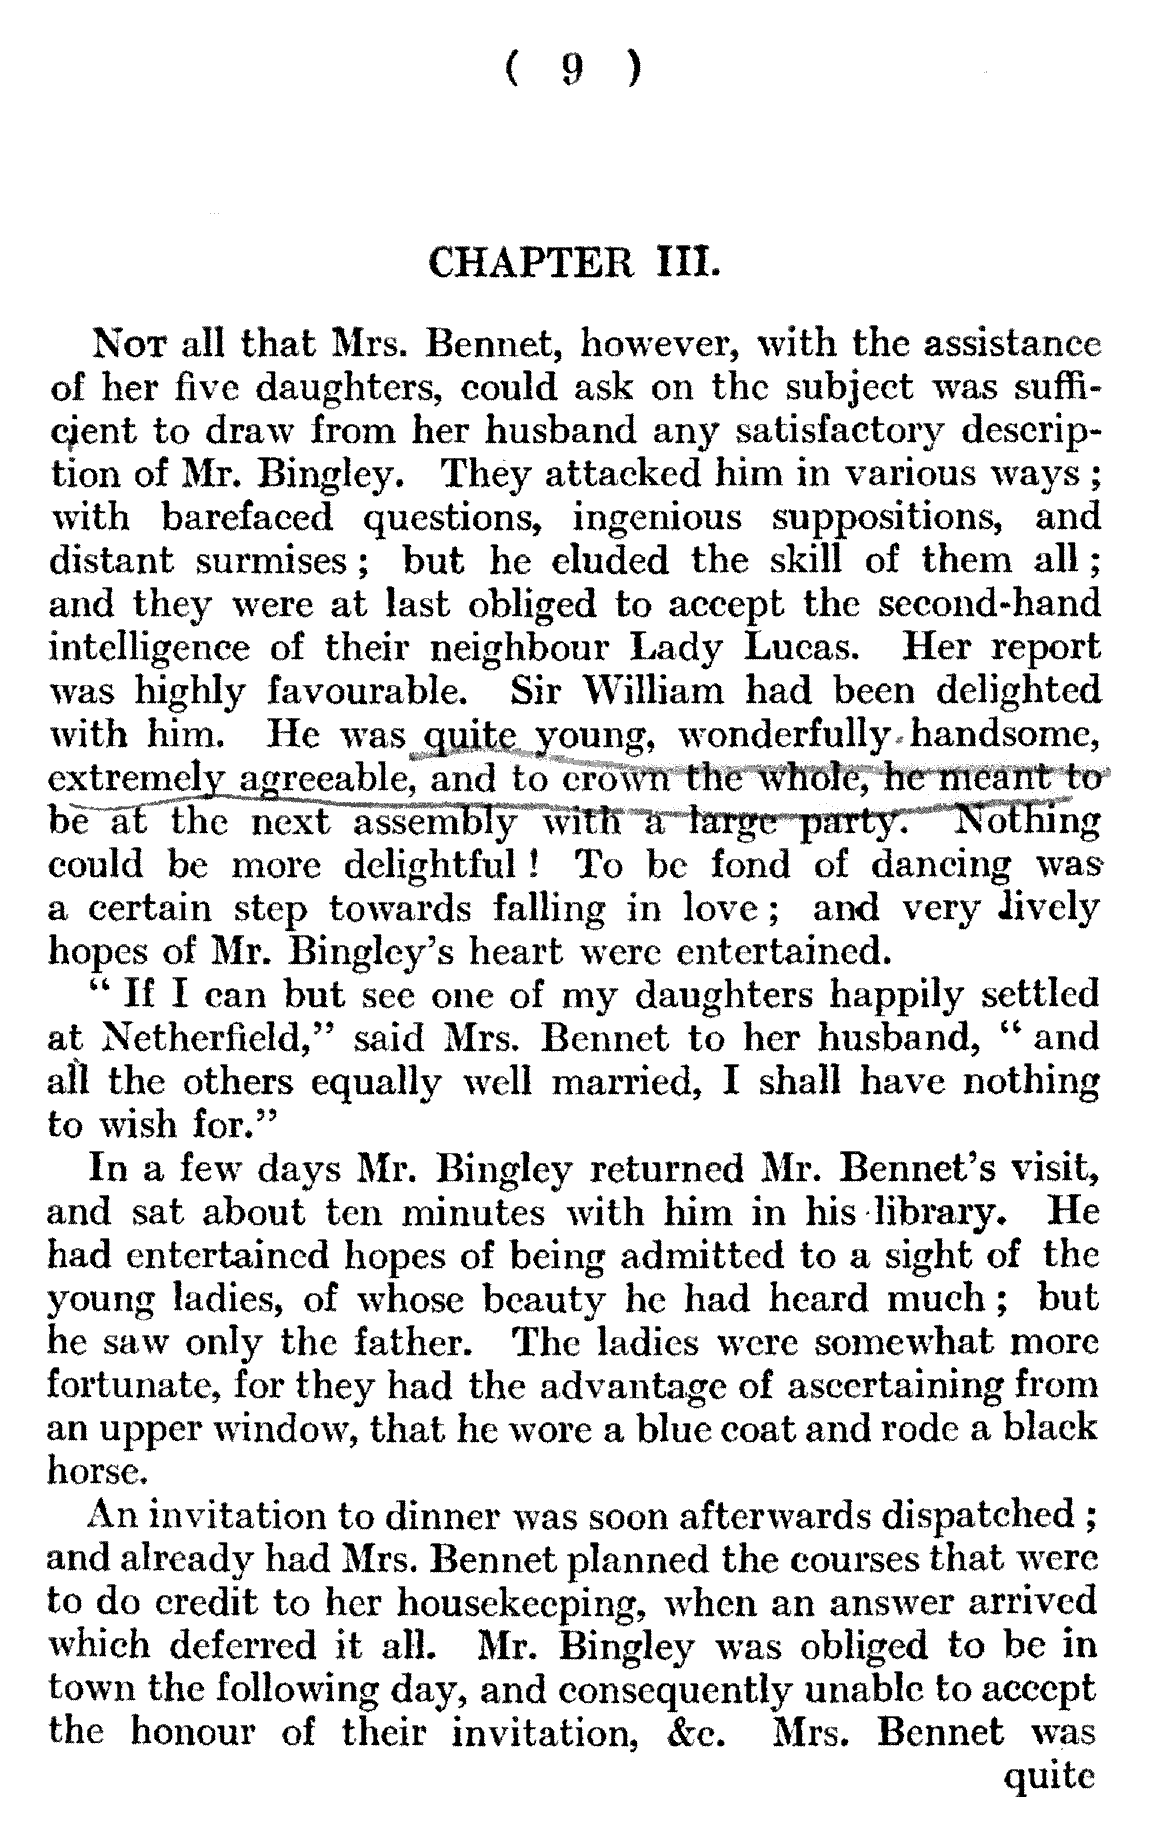 ( 9 )
CHAPTER III.
NOT all that Mrs. Bennet, however, with the assistance
of her five daughters, could ask on the subject was suffi-
cient to draw from her husband any satisfactory descrip-
tion of Mr. Bingley. They attacked him in various ways ;
with barefaced questions, ingenious suppositions, and
distant surmises ; but he eluded the skill of them all ;
and they were at last obliged to accept the second-hand
intelligence of their neighbour Lady Lucas. Her report
was highly favourable. Sir William had been delighted
with him. He was quite young, wonderfully handsome,
extremely agreeable, and to crown the whole, he meant to
be at the next assembly with a large party. Nothing
could be more delightful ! To be fond of dancing was
a certain step towards falling in love ; and very lively
hopes of Mr. Bingley's heart were entertained.
“ If I can but see one of my daughters happily settled
at Netherfield,” said Mrs. Bennet to her husband, “ and
all the others equally well married, I shall have nothing
to wish for.”
In a few days Mr. Bingley returned Mr. Bennet's visit,
and sat about ten minutes with him in his library. He
had entertained hopes of being admitted to a sight of the
young ladies, of whose beauty he had heard much ; but
he saw only the father. The ladies were somewhat more
fortunate, for they had the advantage of ascertaining from
an upper window, that he wore a blue coat and rode a black
horse.
An invitation to dinner was soon afterwards dispatched ;
and already had Mrs. Bennet planned the courses that were
to do credit to her housekeeping, when an answer arrived
which deferred it all. Mr. Bingley was obliged to be in
town the following day, and consequently unable to accept
the honour of their invitation, &c. Mrs. Bennet was
quite